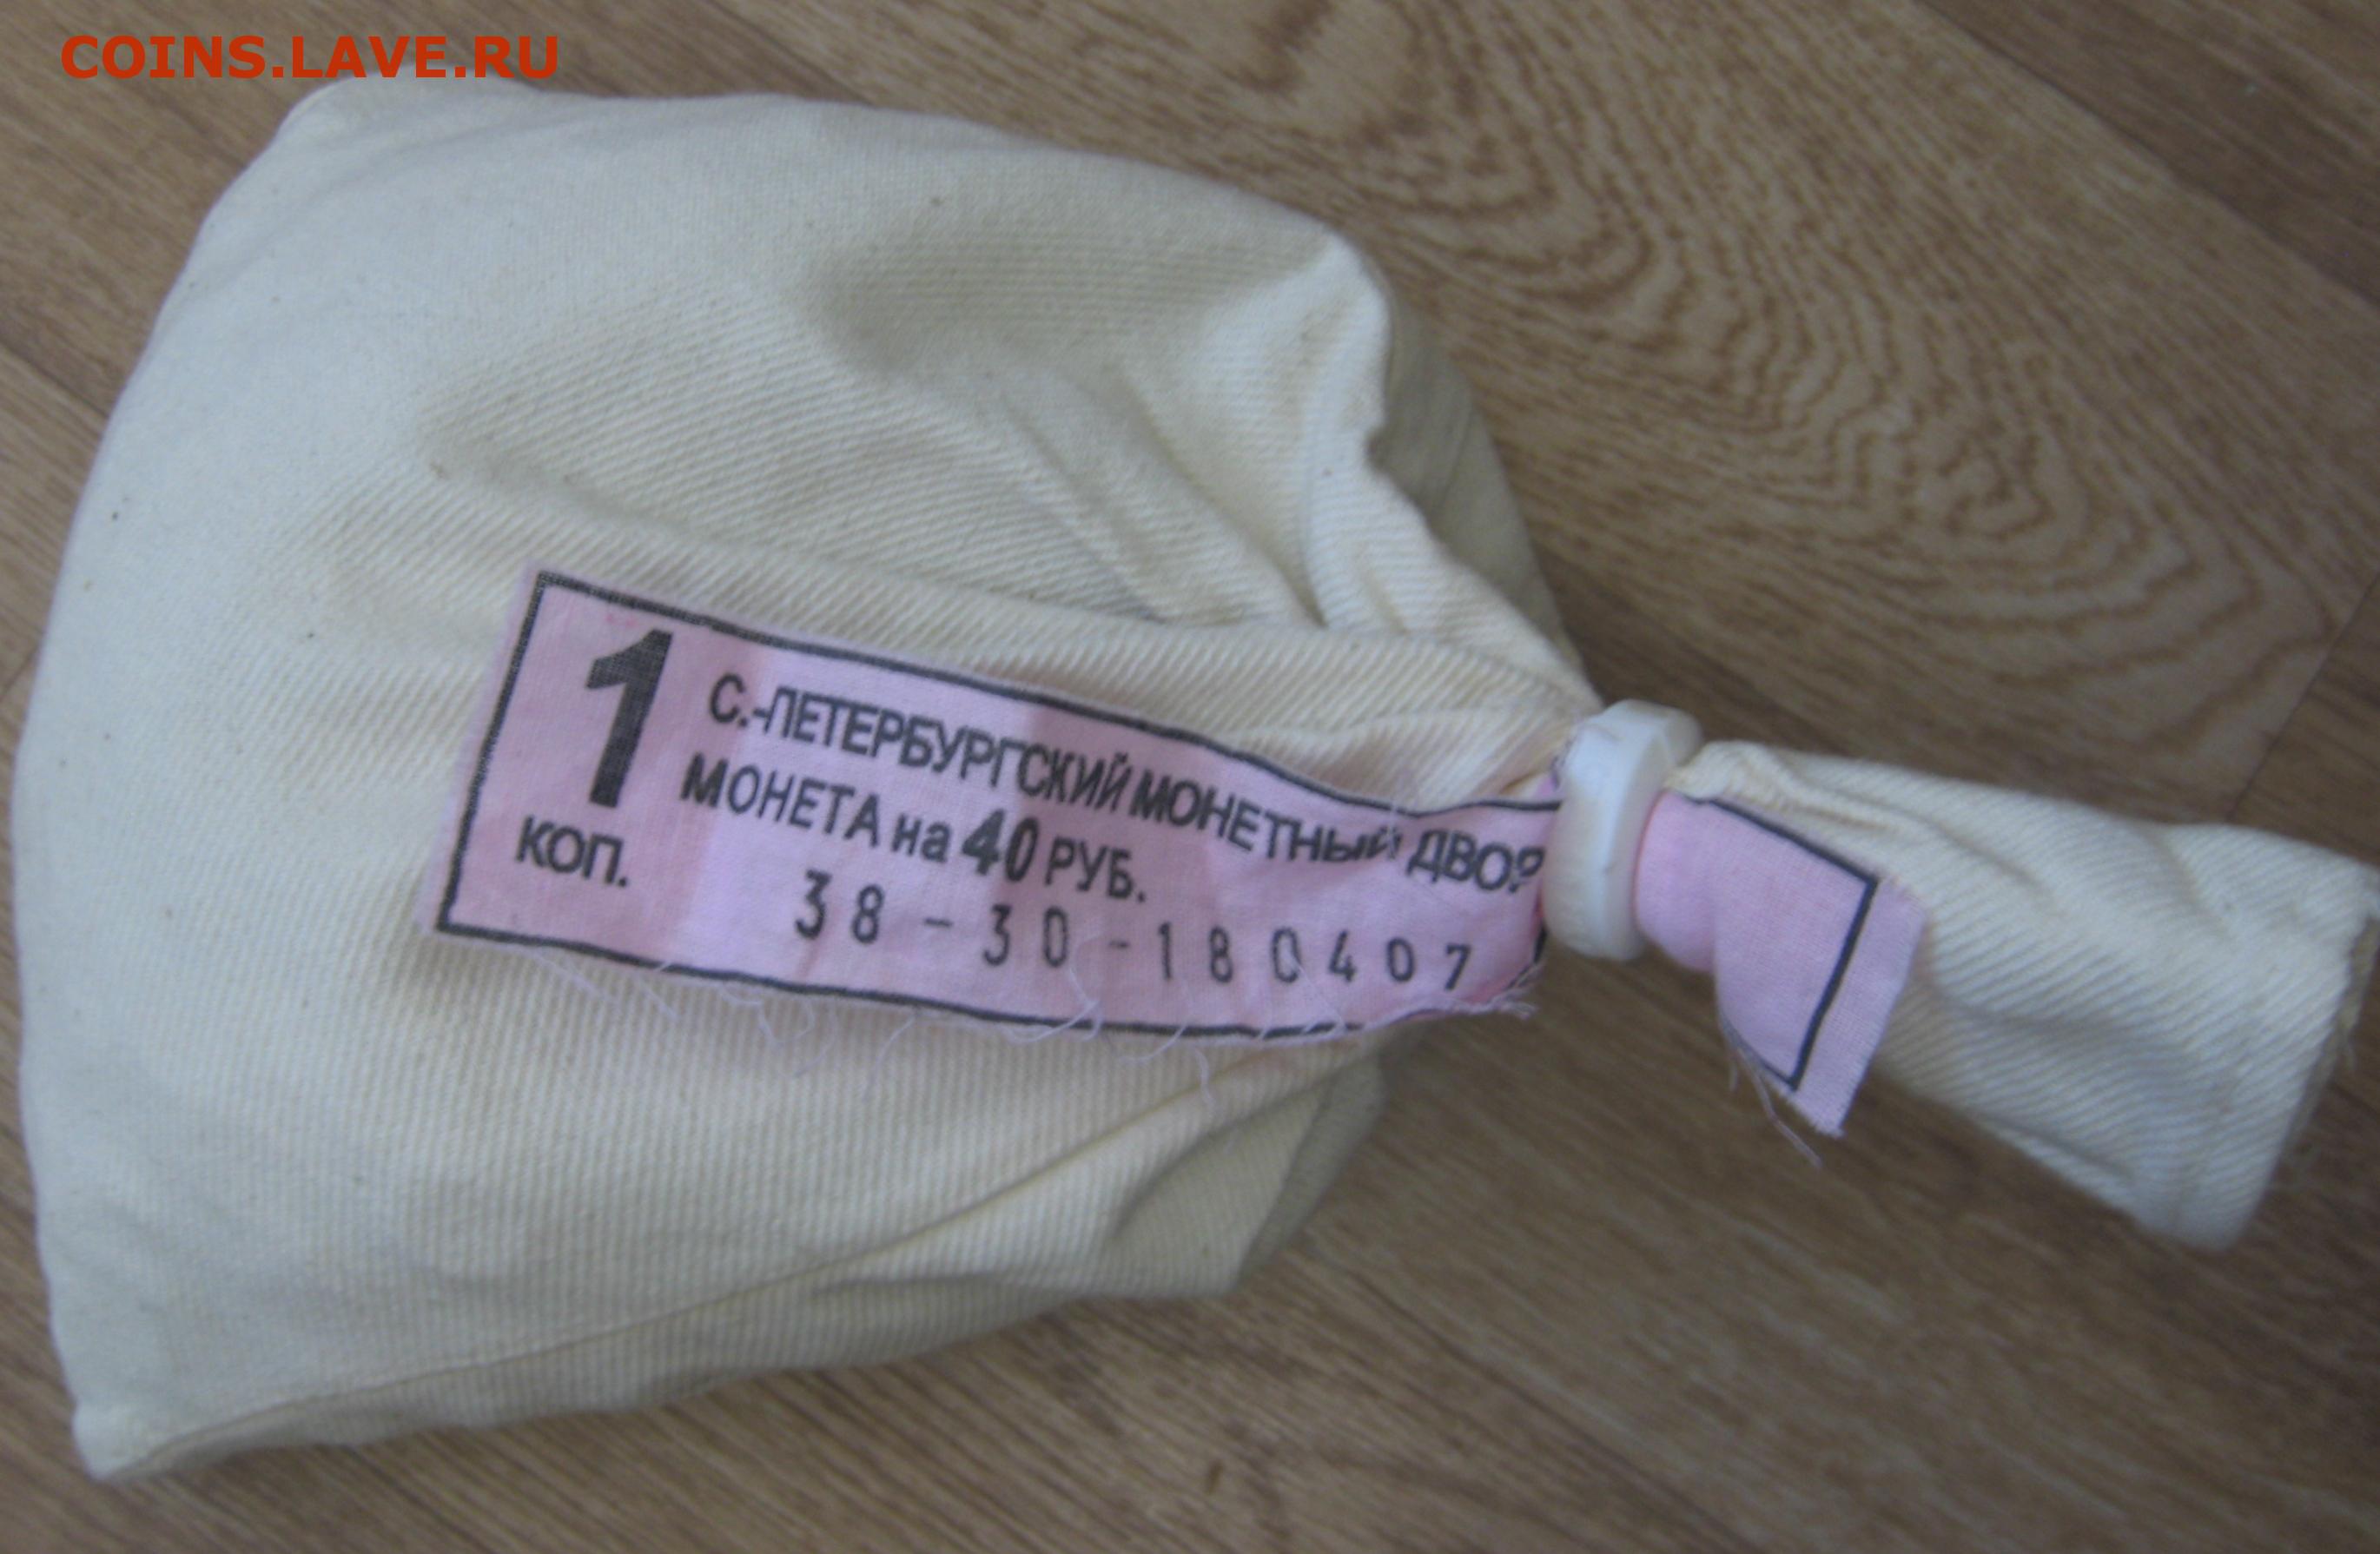 COINS.LAVE.RU
1
КОП.
С.-ПЕТЕРБУРГСКИЙ МОНЕТНЫЙ ДВОР
МОНЕТА на 40 РУБ.
38-30-180407